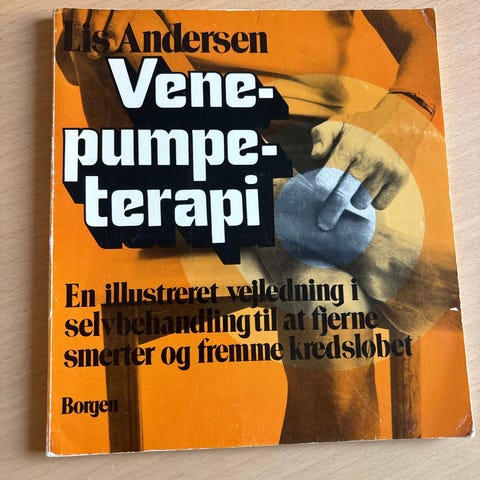 Lis Andersen
Vene-
pumpe-
terapi
En illustreret vejledning i
selvbehandling til at fjerne
smerter og fremme kredsløbet
Borgen